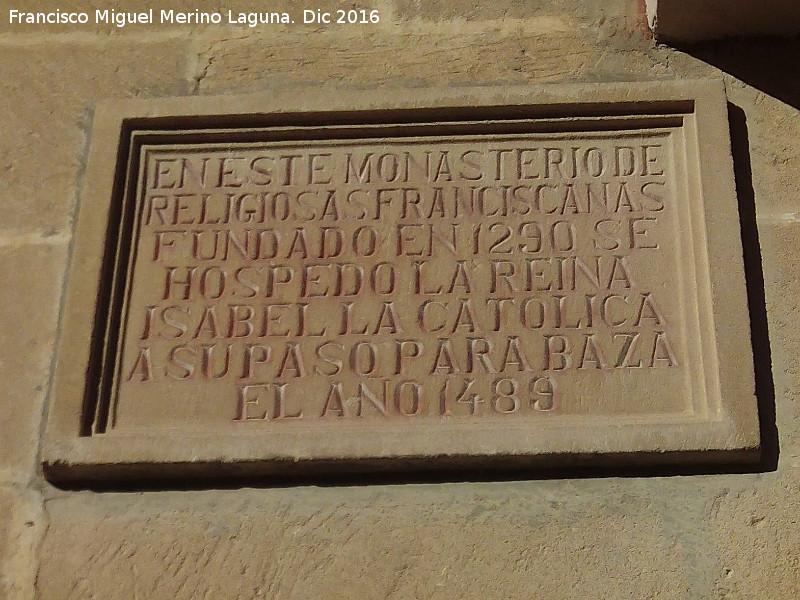 Francisco Miguel Merino Laguna. Dic 2016
EN ESTE MONASTERIO DE
RELIGIOSAS FRANCISCANAS
FUNDADO EN 1290 SE
HOSPEDO LA REINA
ISABEL LA CATOLICA
A SU PASO PARA BAZA
EL AÑO 1489